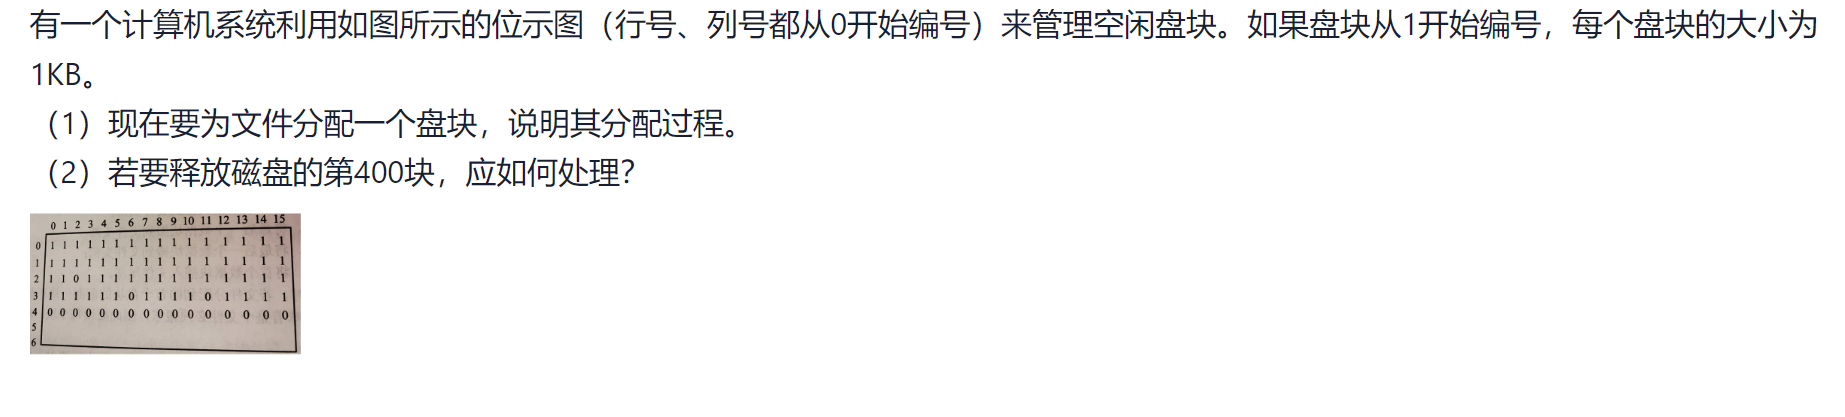 有一个计算机系统利用如图所示的位示图（行号、列号都从0开始编号）来管理空闲盘块。如果盘块从1开始编号，每个盘块的大小为
1KB。
（1）现在要为文件分配一个盘块，说明其分配过程。
（2）若要释放磁盘的第400块，应如何处理？
0 1 2 3 4 5 6 7 8 9 10 11 12 13 14 15
0 1 1 1 1 1 1 1 1 1 1 1 1 1 1 1 1
1 1 1 1 1 1 1 1 1 1 1 1 1 1 1 1 1
2 1 1 0 1 1 1 1 1 1 1 1 1 1 1 1 1
3 1 1 1 1 1 1 0 1 1 1 1 0 1 1 1 1
4 0 0 0 0 0 0 0 0 0 0 0 0 0 0 0 0
5
6